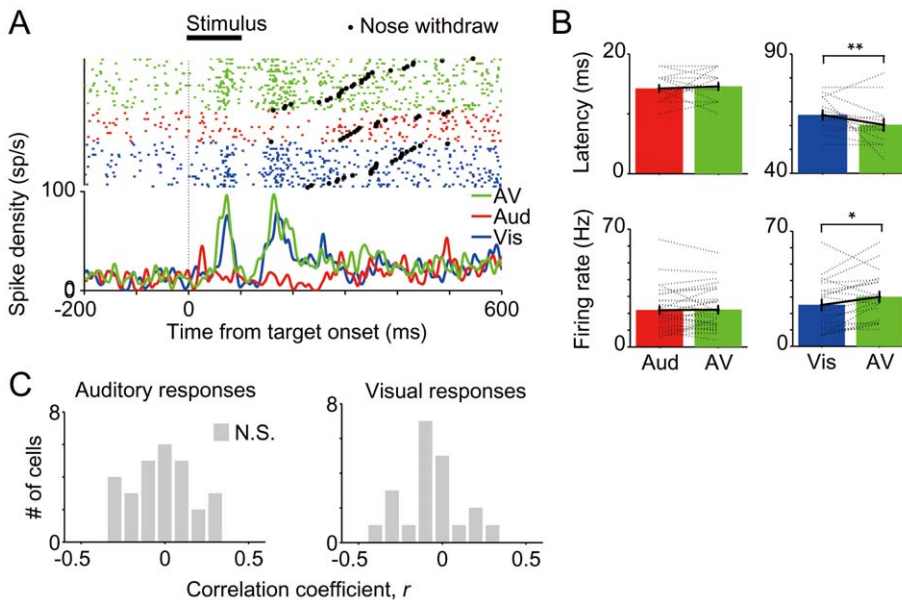 A
Stimulus
• Nose withdraw
Spike density (sp/s)
100
0
AV
Aud
Vis
-200
0
600
Time from target onset (ms)
B
Latency (ms)
20
0
90
40
**
Firing rate (Hz)
70
0
70
0
*
Aud
AV
Vis
AV
C
Auditory responses
Visual responses
# of cells
8
0
N.S.
8
0
-0.5
0
0.5
-0.5
0
0.5
Correlation coefficient, r